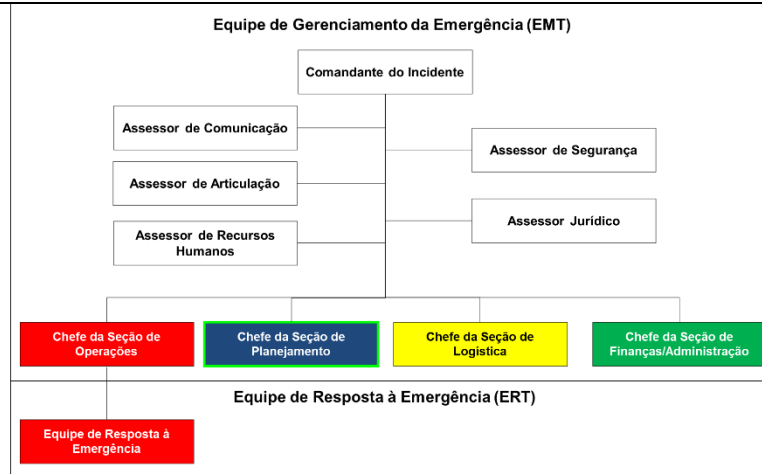 Equipe de Gerenciamento da Emergência (EMT)
Comandante do Incidente
Assessor de Comunicação
Assessor de Segurança
Assessor de Articulação
Assessor Jurídico
Assessor de Recursos
Humanos
Chefe da Seção de
Operações
Chefe da Seção de
Planejamento
Chefe da Seção de
Logistica
Chefe da Seção de
Finanças/Administração
Equipe de Resposta à Emergência (ERT)
Equipe de Resposta à
Emergência